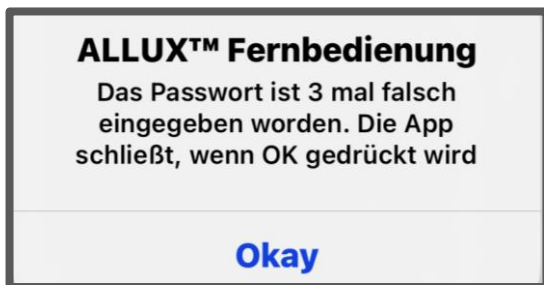 ALLUX™ Fernbedienung
Das Passwort ist 3 mal falsch
eingegeben worden. Die App
schließt, wenn OK gedrückt wird
Okay